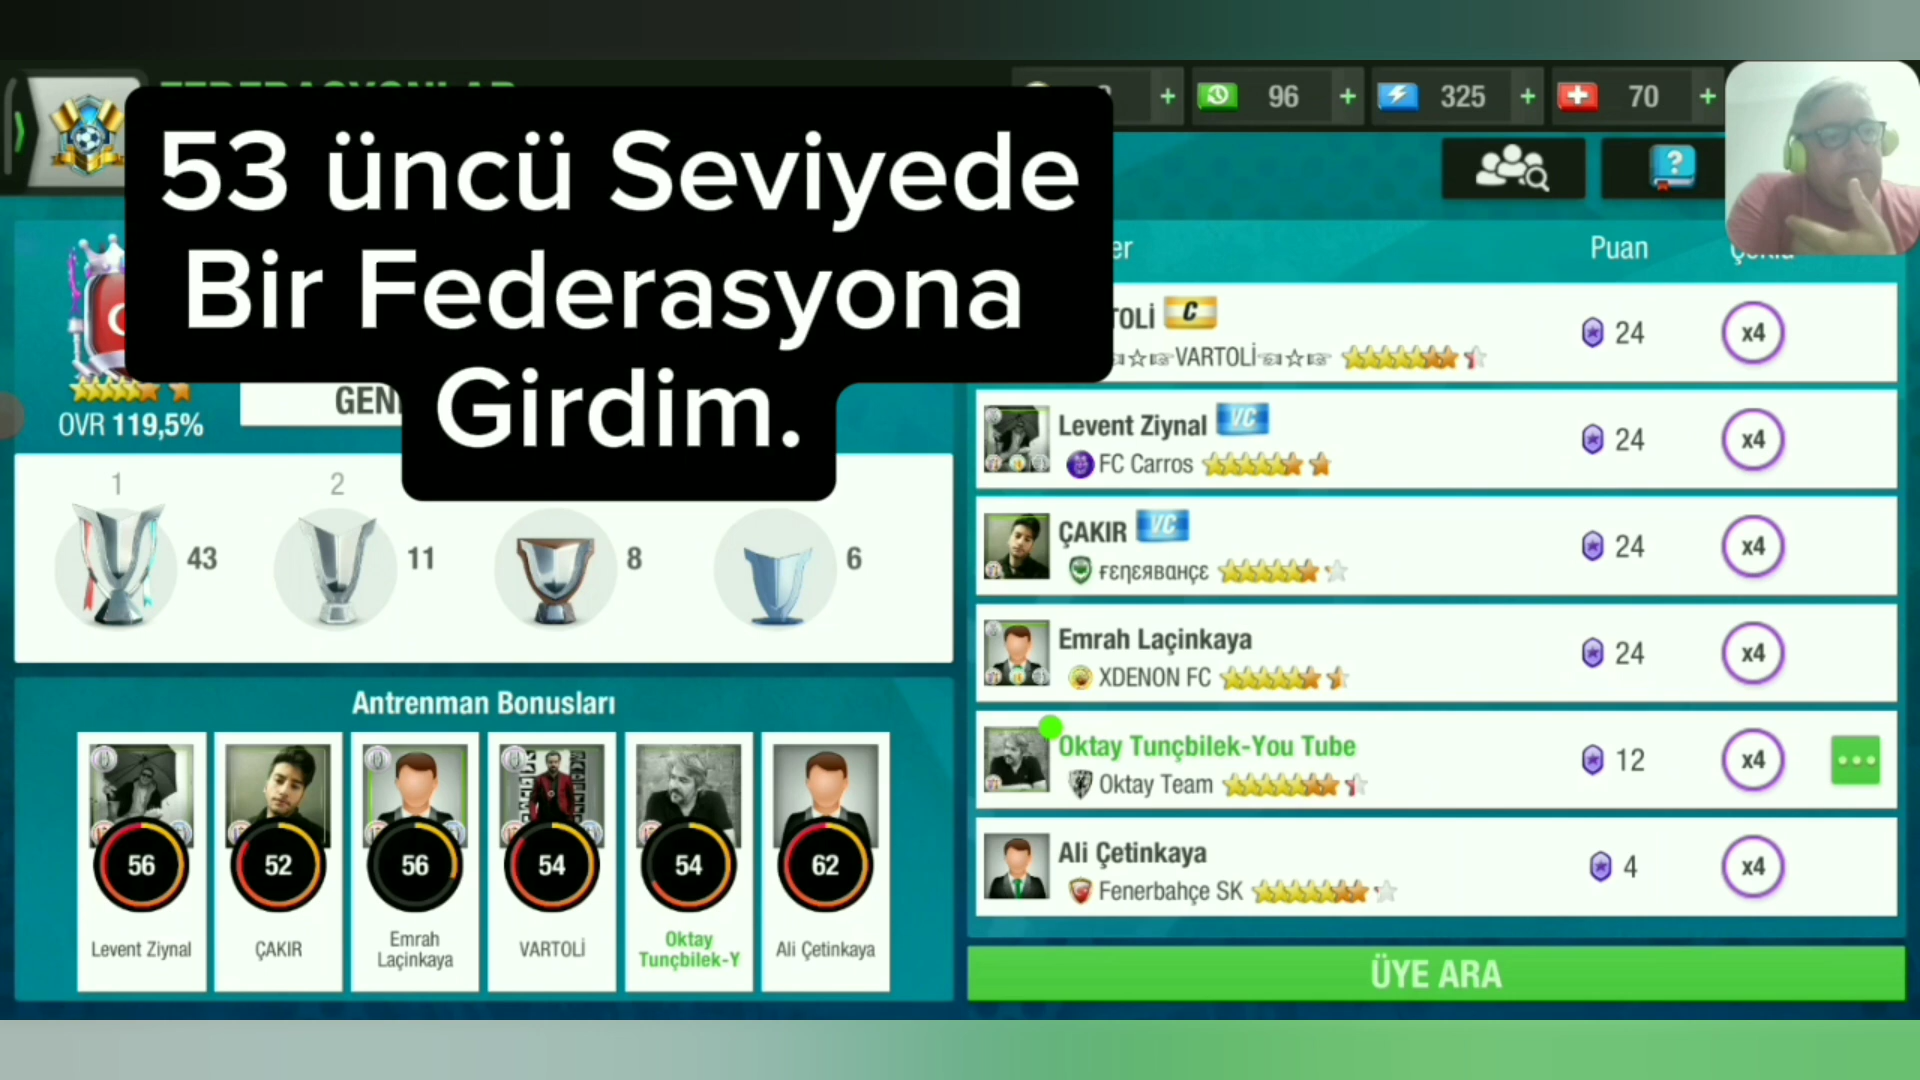 53 üncü Seviyede
Bir Federasyona
Girdim.
96 + 325 + 70 +
OVR 119,5%
1 43
2 11
8
6
Antrenman Bonusları
56 52 56 54 54 62
Levent Ziynal
ÇAKIR
Emrah
Laçinkaya
VARTOLİ
Oktay
Tunçbilek-Y
Ali Çetinkaya
Puan
C
☆☞VARTOLİ☜☆☞ 24 x4
Levent Ziynal VC
FC Carros 24 x4
ÇAKIR VC
ғεηεявαнçε 24 x4
Emrah Laçinkaya
XDENON FC 24 x4
Oktay Tunçbilek-You Tube
Oktay Team 12 x4
Ali Çetinkaya
Fenerbahçe SK 4 x4
ÜYE ARA